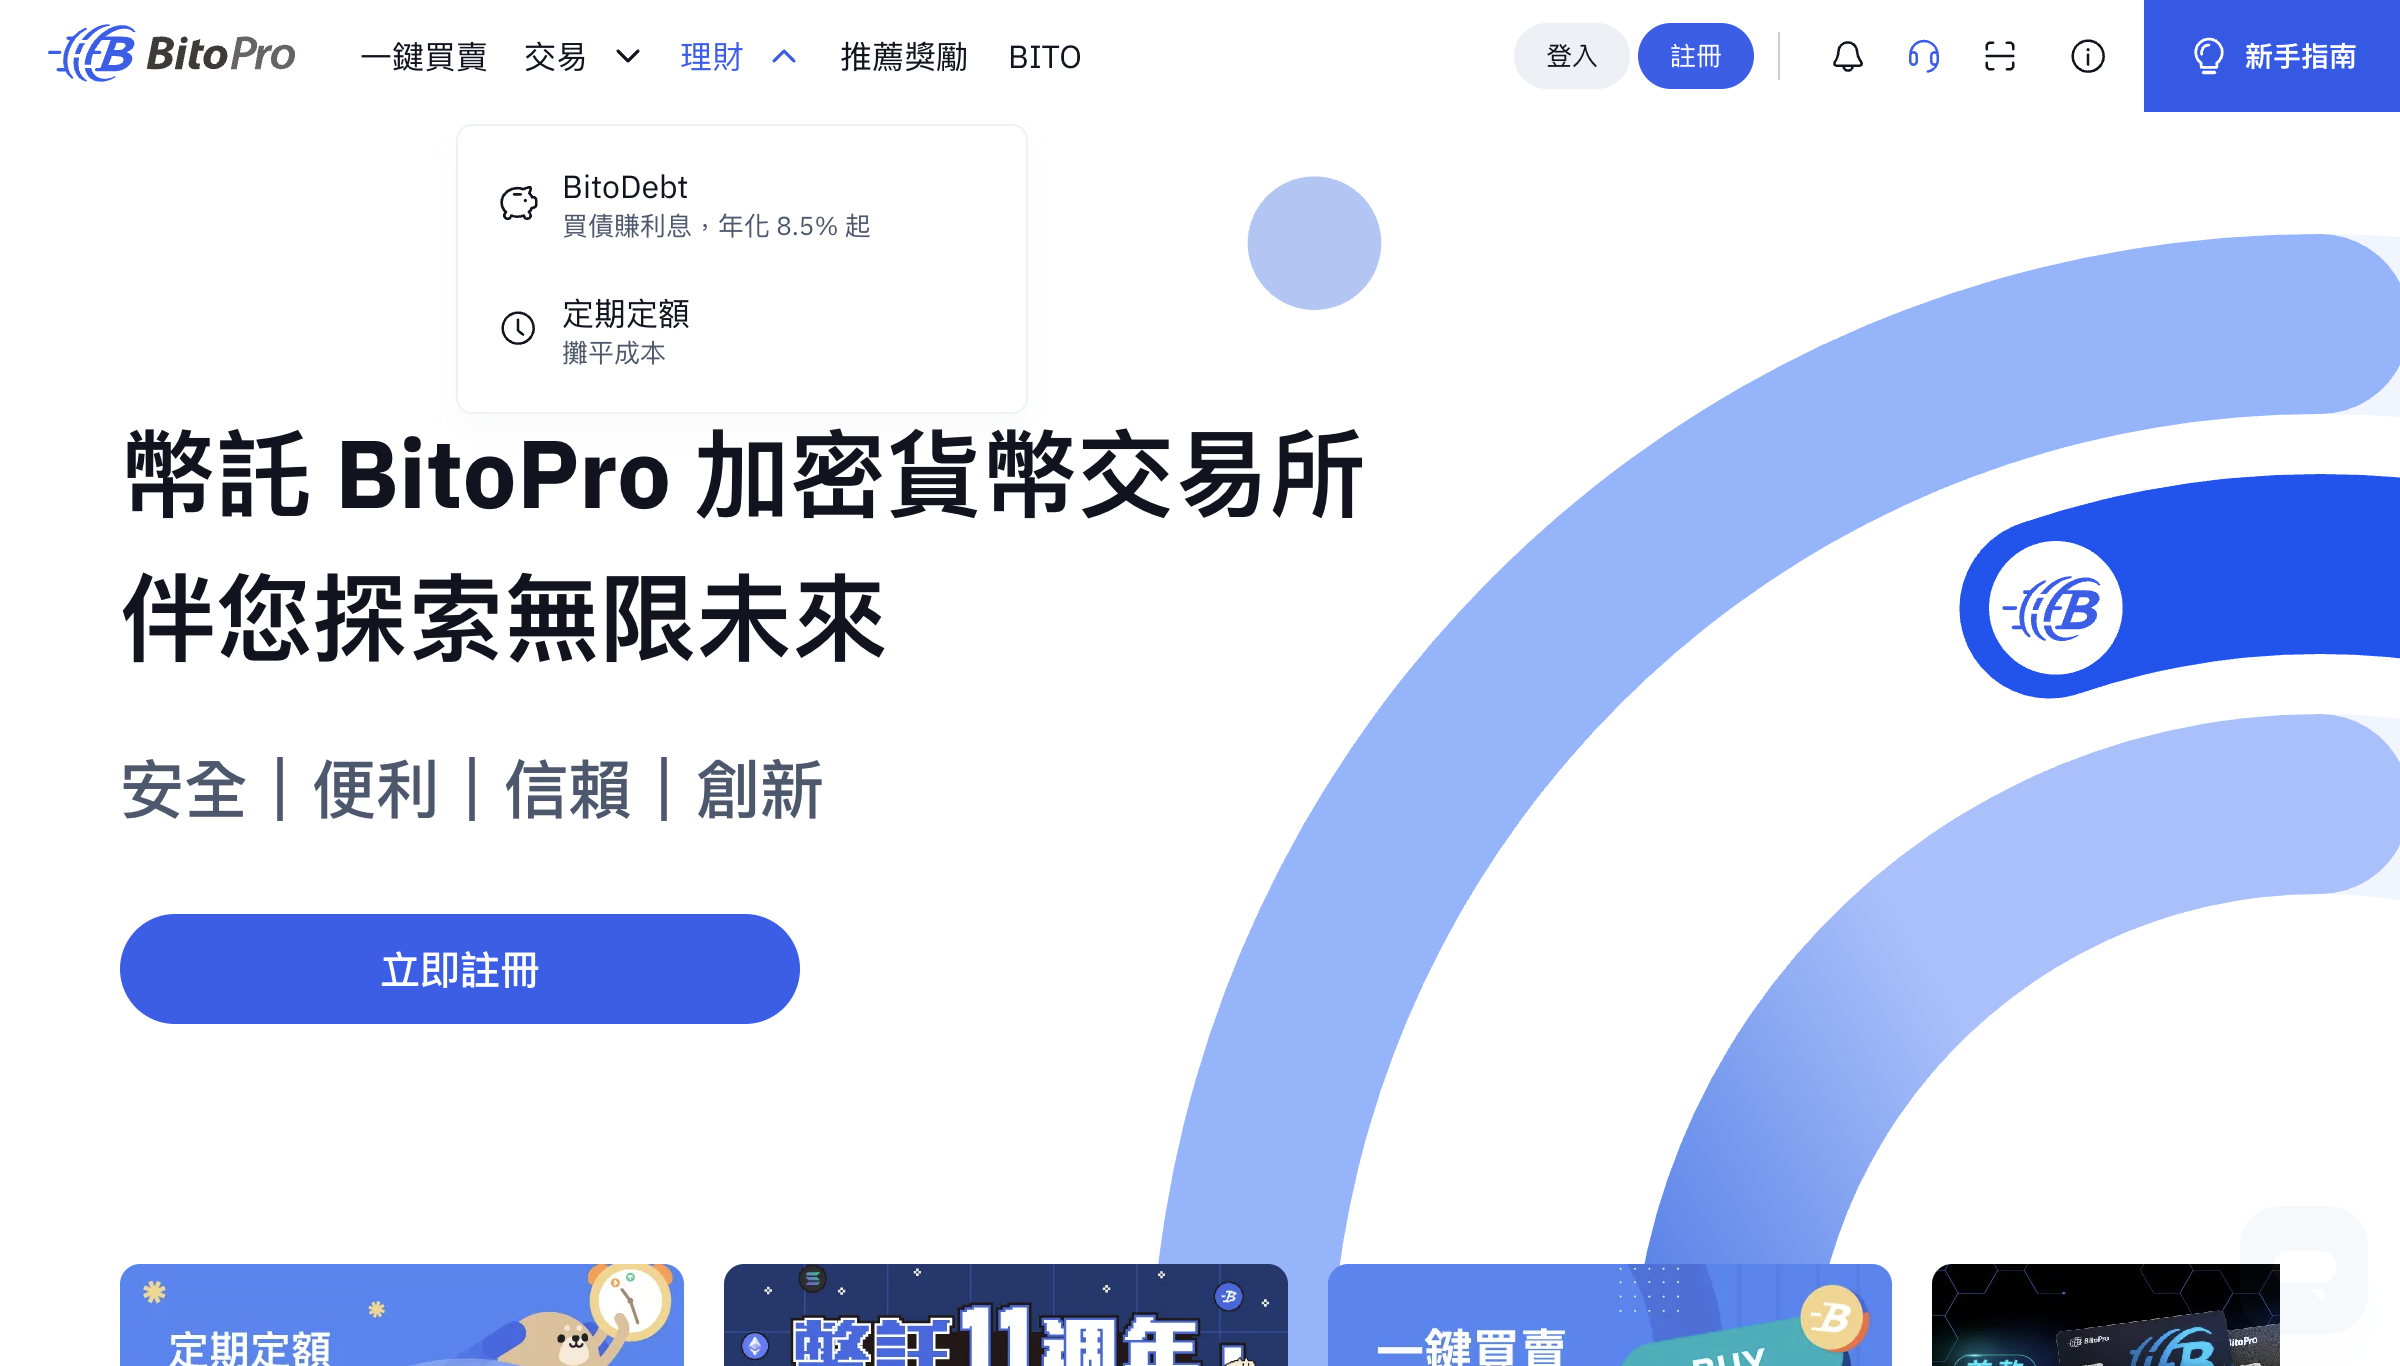 BitoPro
一鍵買賣
交易
理財
推薦獎勵
BITO
登入
註冊
新手指南
BitoDebt
買債賺利息，年化 8.5% 起
定期定額
攤平成本
幣託 BitoPro 加密貨幣交易所
伴您探索無限未來
安全｜便利｜信賴｜創新
立即註冊
定期定額
幣託11週年
一鍵買賣
BUY
BitoPro
BitoPro